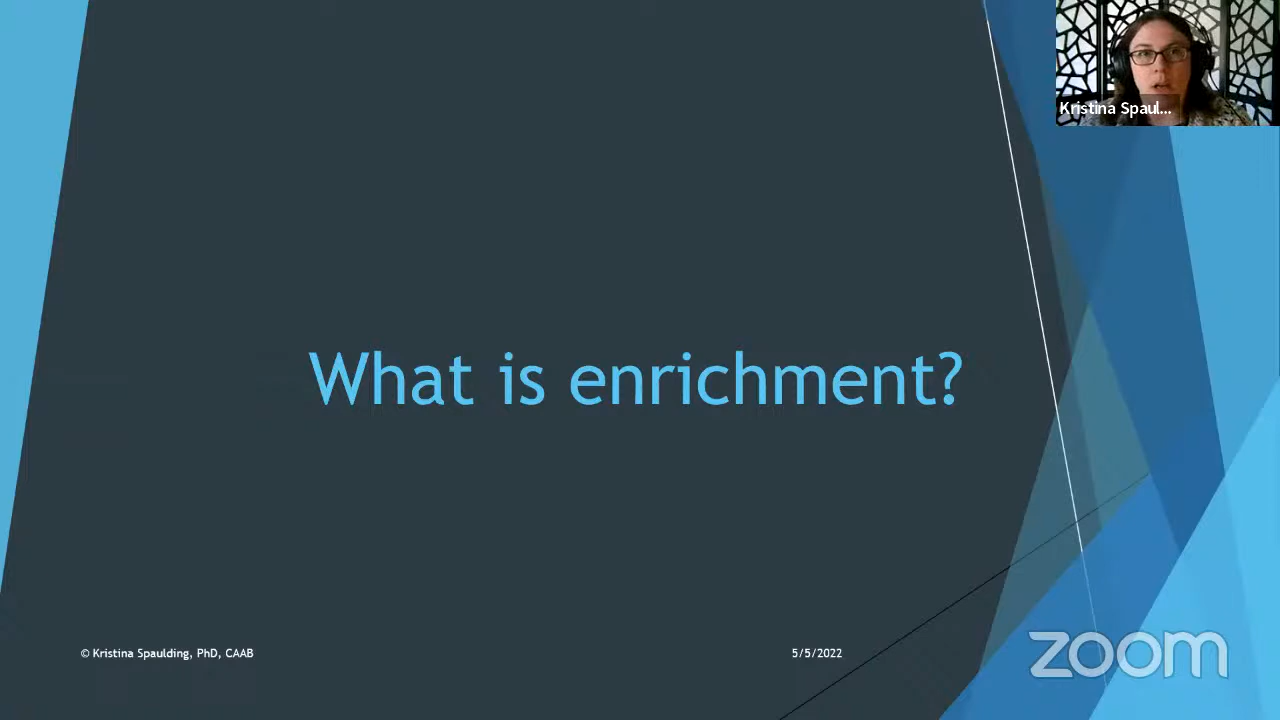 Kristina Spaul...
What is enrichment?
© Kristina Spaulding, PhD, CAAB
5/5/2022
zoom